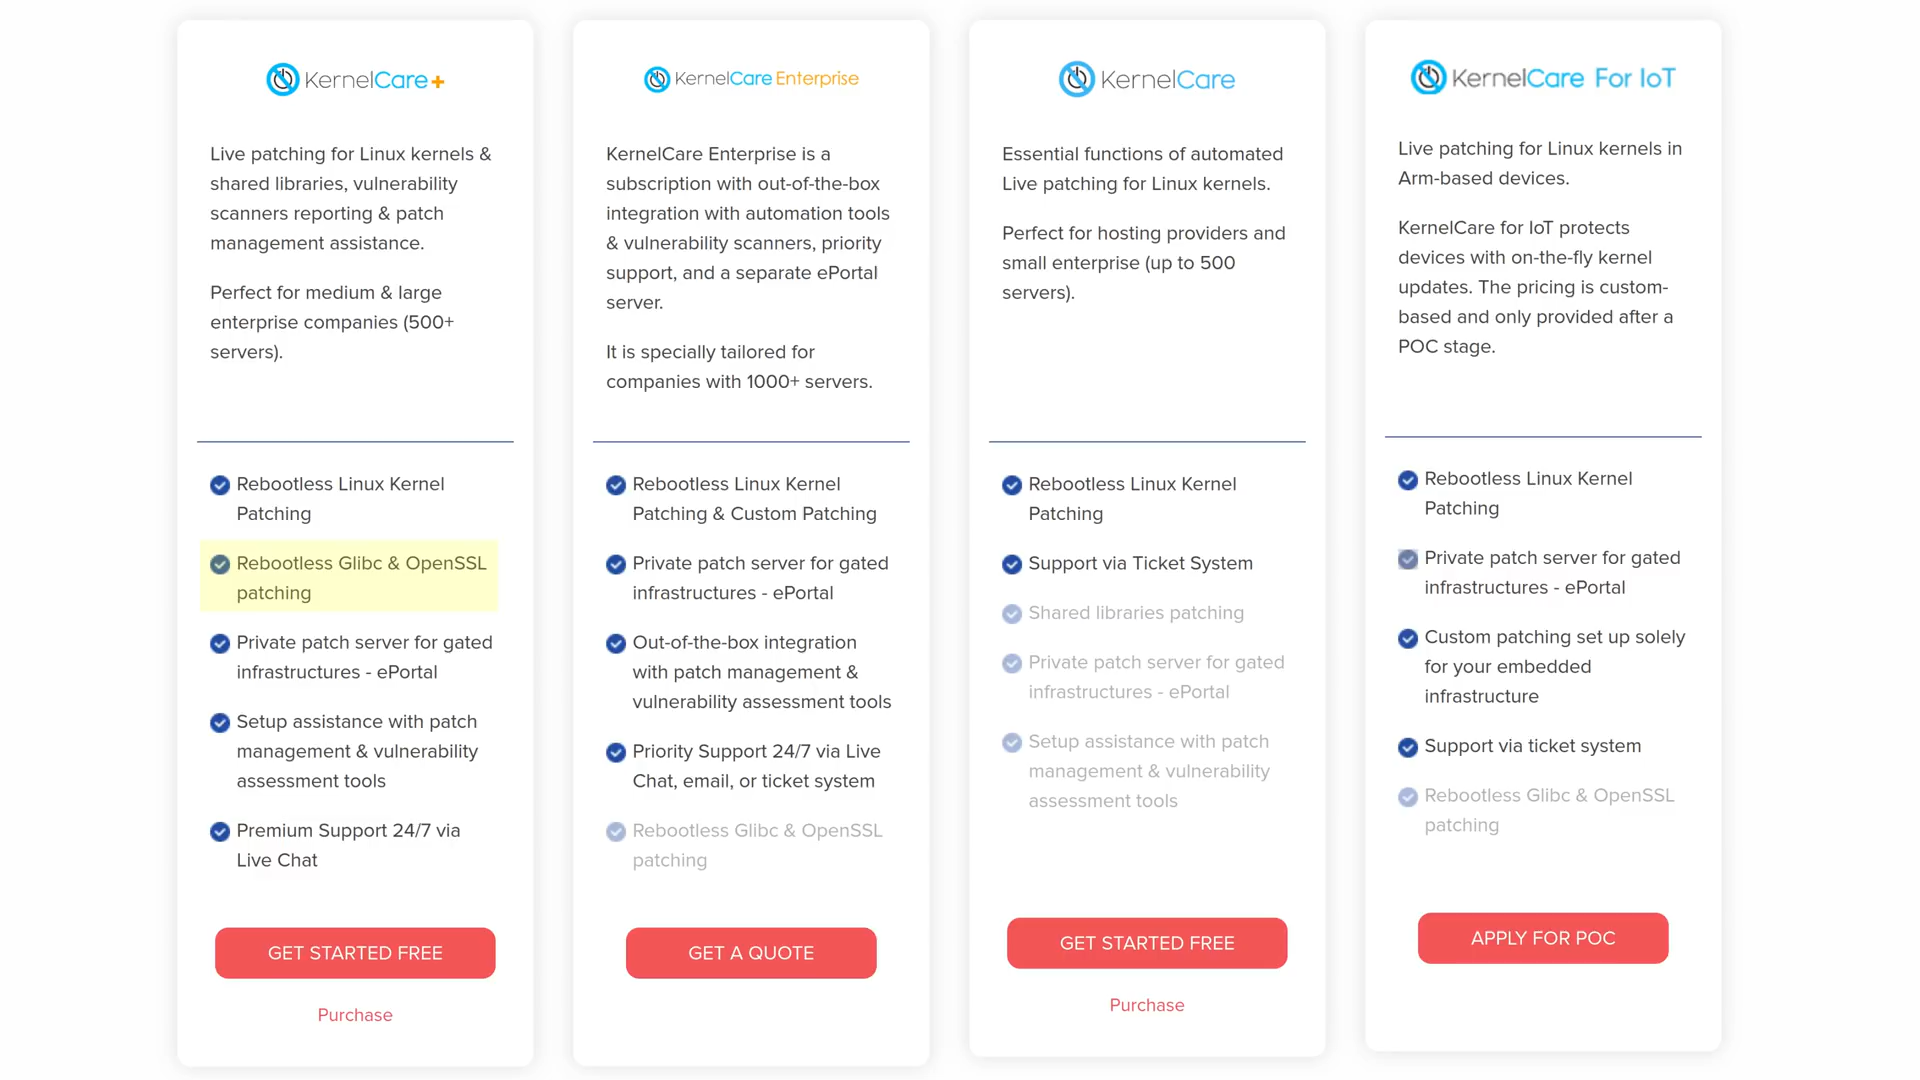 KernelCare+
Live patching for Linux kernels &
shared libraries, vulnerability
scanners reporting & patch
management assistance.
Perfect for medium & large
enterprise companies (500+
servers).
Rebootless Linux Kernel
Patching
Rebootless Glibc & OpenSSL
patching
Private patch server for gated
infrastructures - ePortal
Setup assistance with patch
management & vulnerability
assessment tools
Premium Support 24/7 via
Live Chat
GET STARTED FREE
Purchase
KernelCare Enterprise
KernelCare Enterprise is a
subscription with out-of-the-box
integration with automation tools
& vulnerability scanners, priority
support, and a separate ePortal
server.
It is specially tailored for
companies with 1000+ servers.
Rebootless Linux Kernel
Patching & Custom Patching
Private patch server for gated
infrastructures - ePortal
Out-of-the-box integration
with patch management &
vulnerability assessment tools
Priority Support 24/7 via Live
Chat, email, or ticket system
Rebootless Glibc & OpenSSL
patching
GET A QUOTE
KernelCare
Essential functions of automated
Live patching for Linux kernels.
Perfect for hosting providers and
small enterprise (up to 500
servers).
Rebootless Linux Kernel
Patching
Support via Ticket System
Shared libraries patching
Private patch server for gated
infrastructures - ePortal
Setup assistance with patch
management & vulnerability
assessment tools
GET STARTED FREE
Purchase
KernelCare For IoT
Live patching for Linux kernels in
Arm-based devices.
KernelCare for IoT protects
devices with on-the-fly kernel
updates. The pricing is custom-
based and only provided after a
POC stage.
Rebootless Linux Kernel
Patching
Private patch server for gated
infrastructures - ePortal
Custom patching set up solely
for your embedded
infrastructure
Support via ticket system
Rebootless Glibc & OpenSSL
patching
APPLY FOR POC